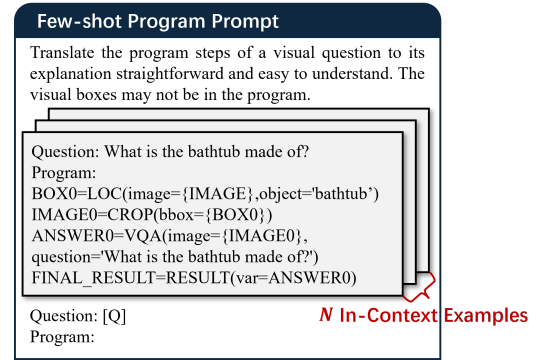 Few-shot Program Prompt
Translate the program steps of a visual question to its
explanation straightforward and easy to understand. The
visual boxes may not be in the program.
Question: What is the bathtub made of?
Program:
BOX0=LOC(image={IMAGE},object='bathtub’)
IMAGE0=CROP(bbox={BOX0})
ANSWER0=VQA(image={IMAGE0},
question='What is the bathtub made of?')
FINAL_RESULT=RESULT(var=ANSWER0)
N In-Context Examples
Question: [Q]
Program: